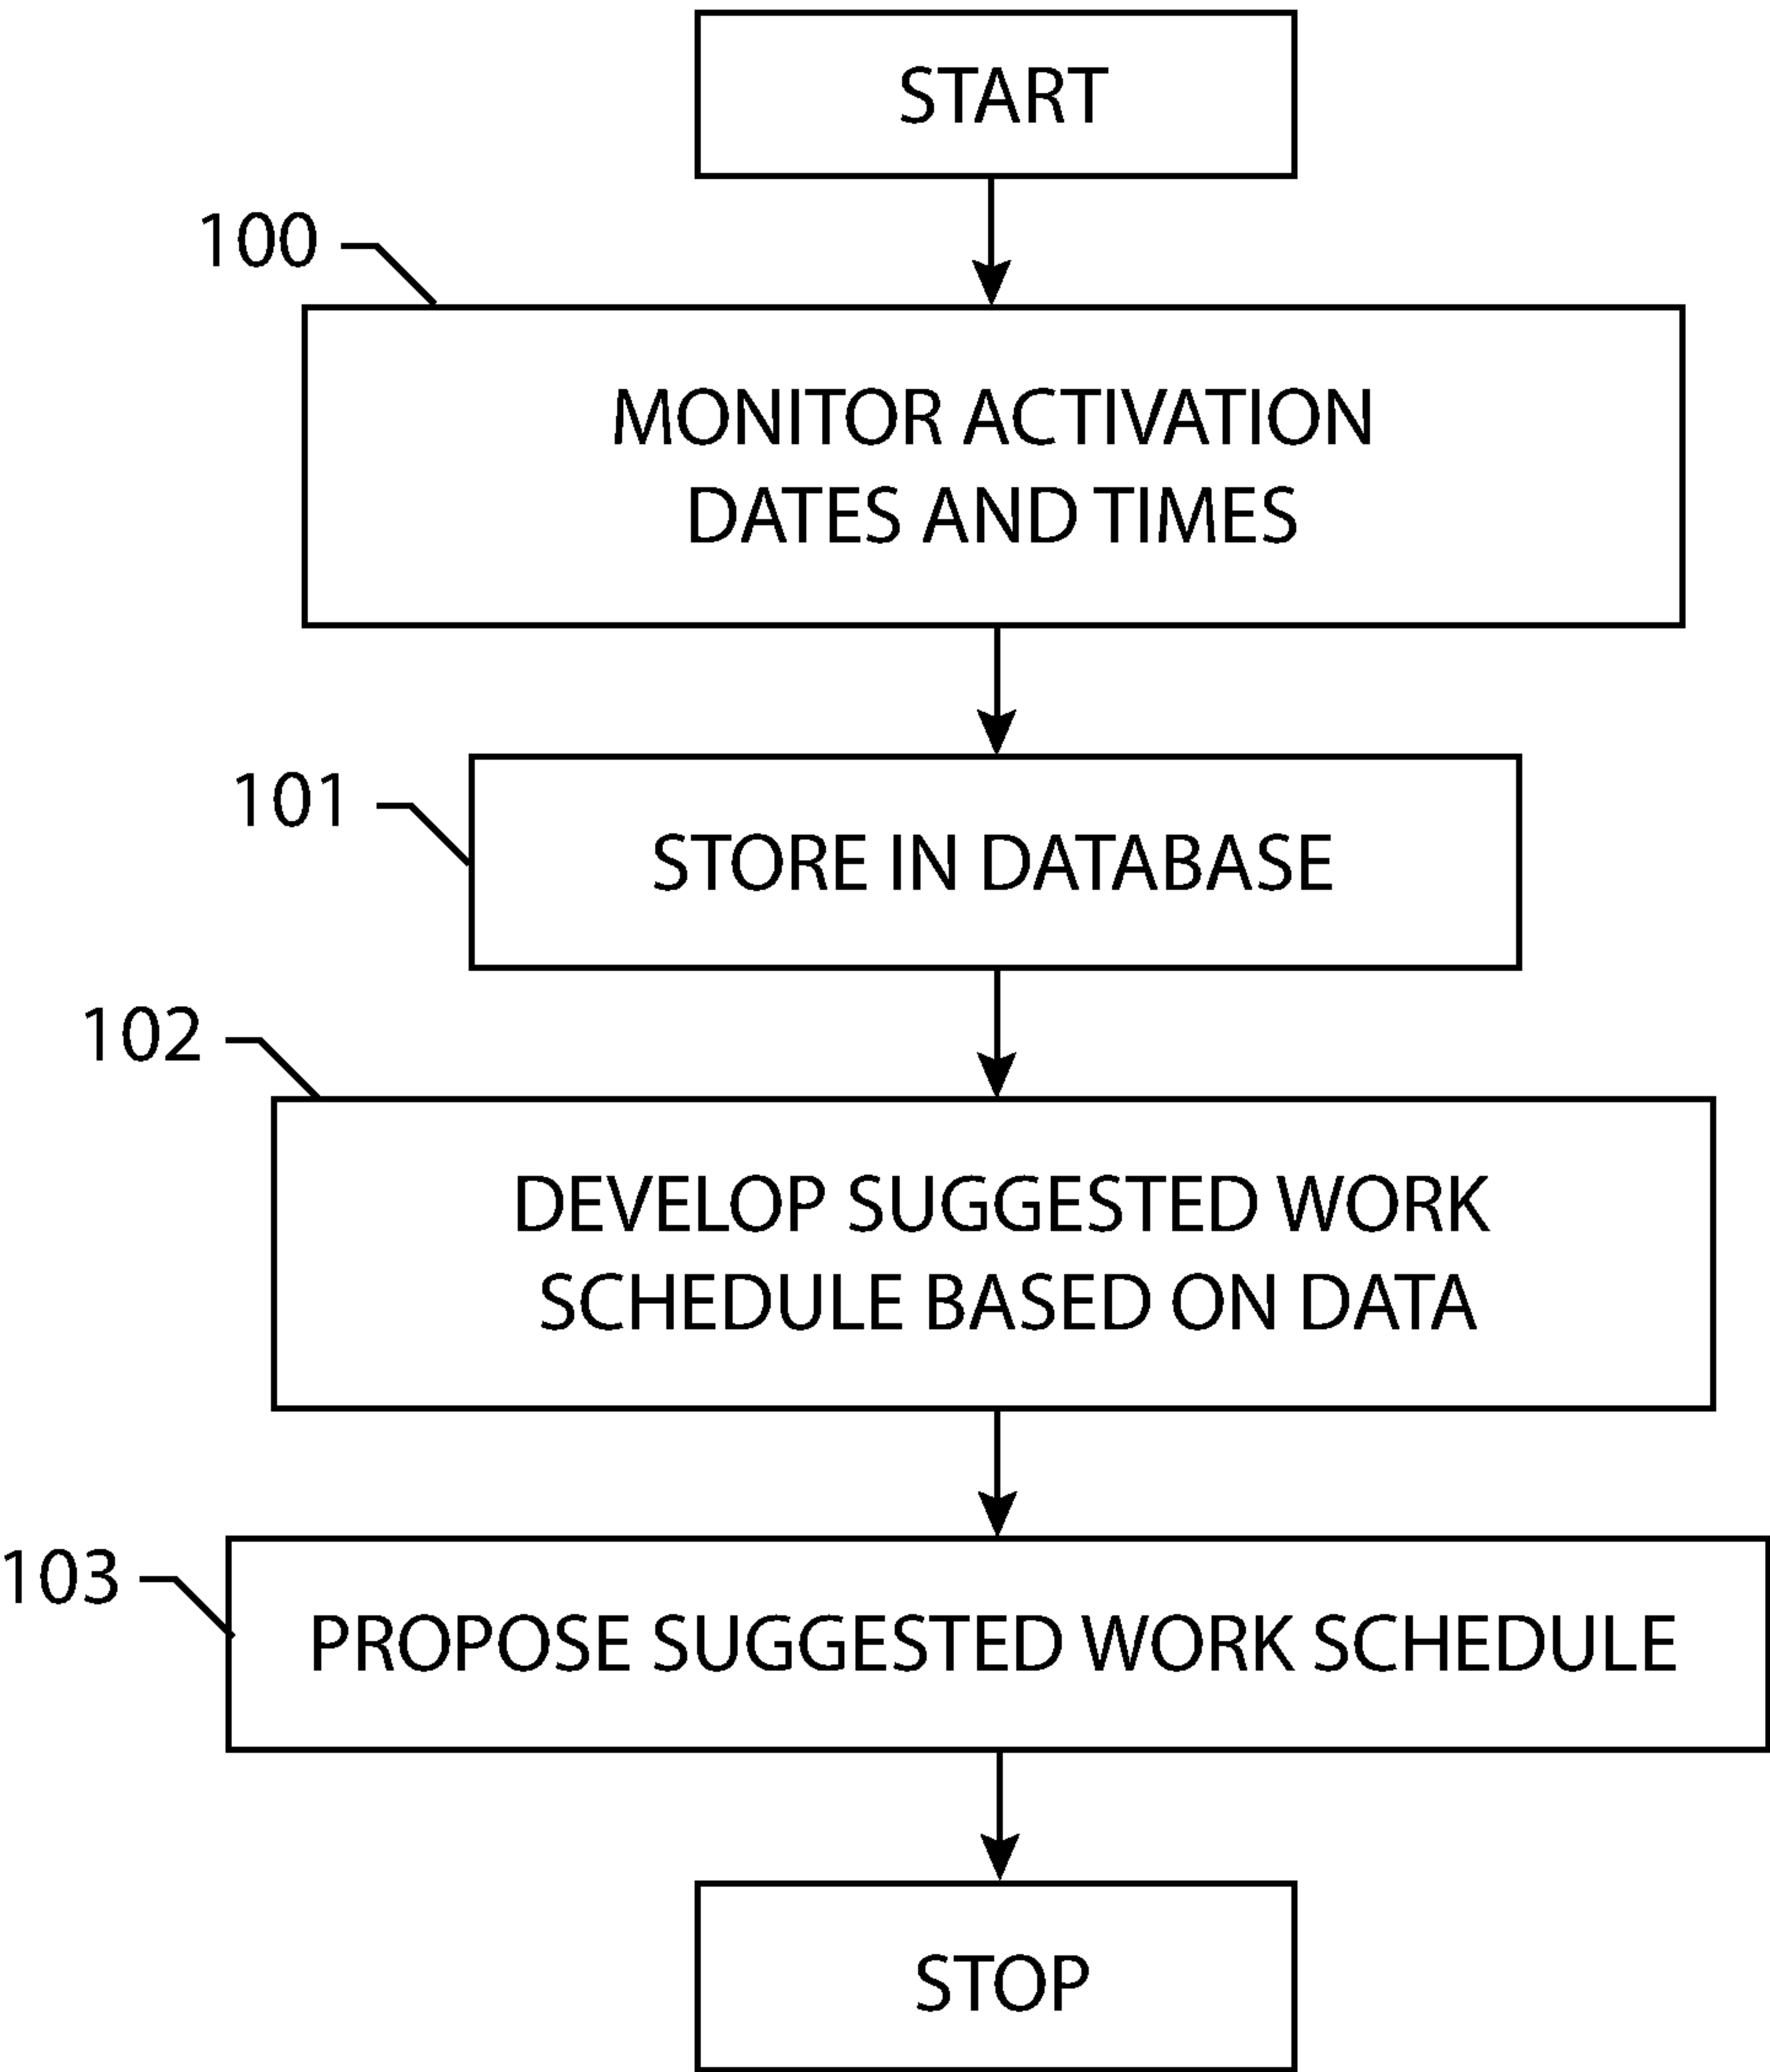 START
100
MONITOR ACTIVATION
DATES AND TIMES
101
STORE IN DATABASE
102
DEVELOP SUGGESTED WORK
SCHEDULE BASED ON DATA
103
PROPOSE SUGGESTED WORK SCHEDULE
STOP